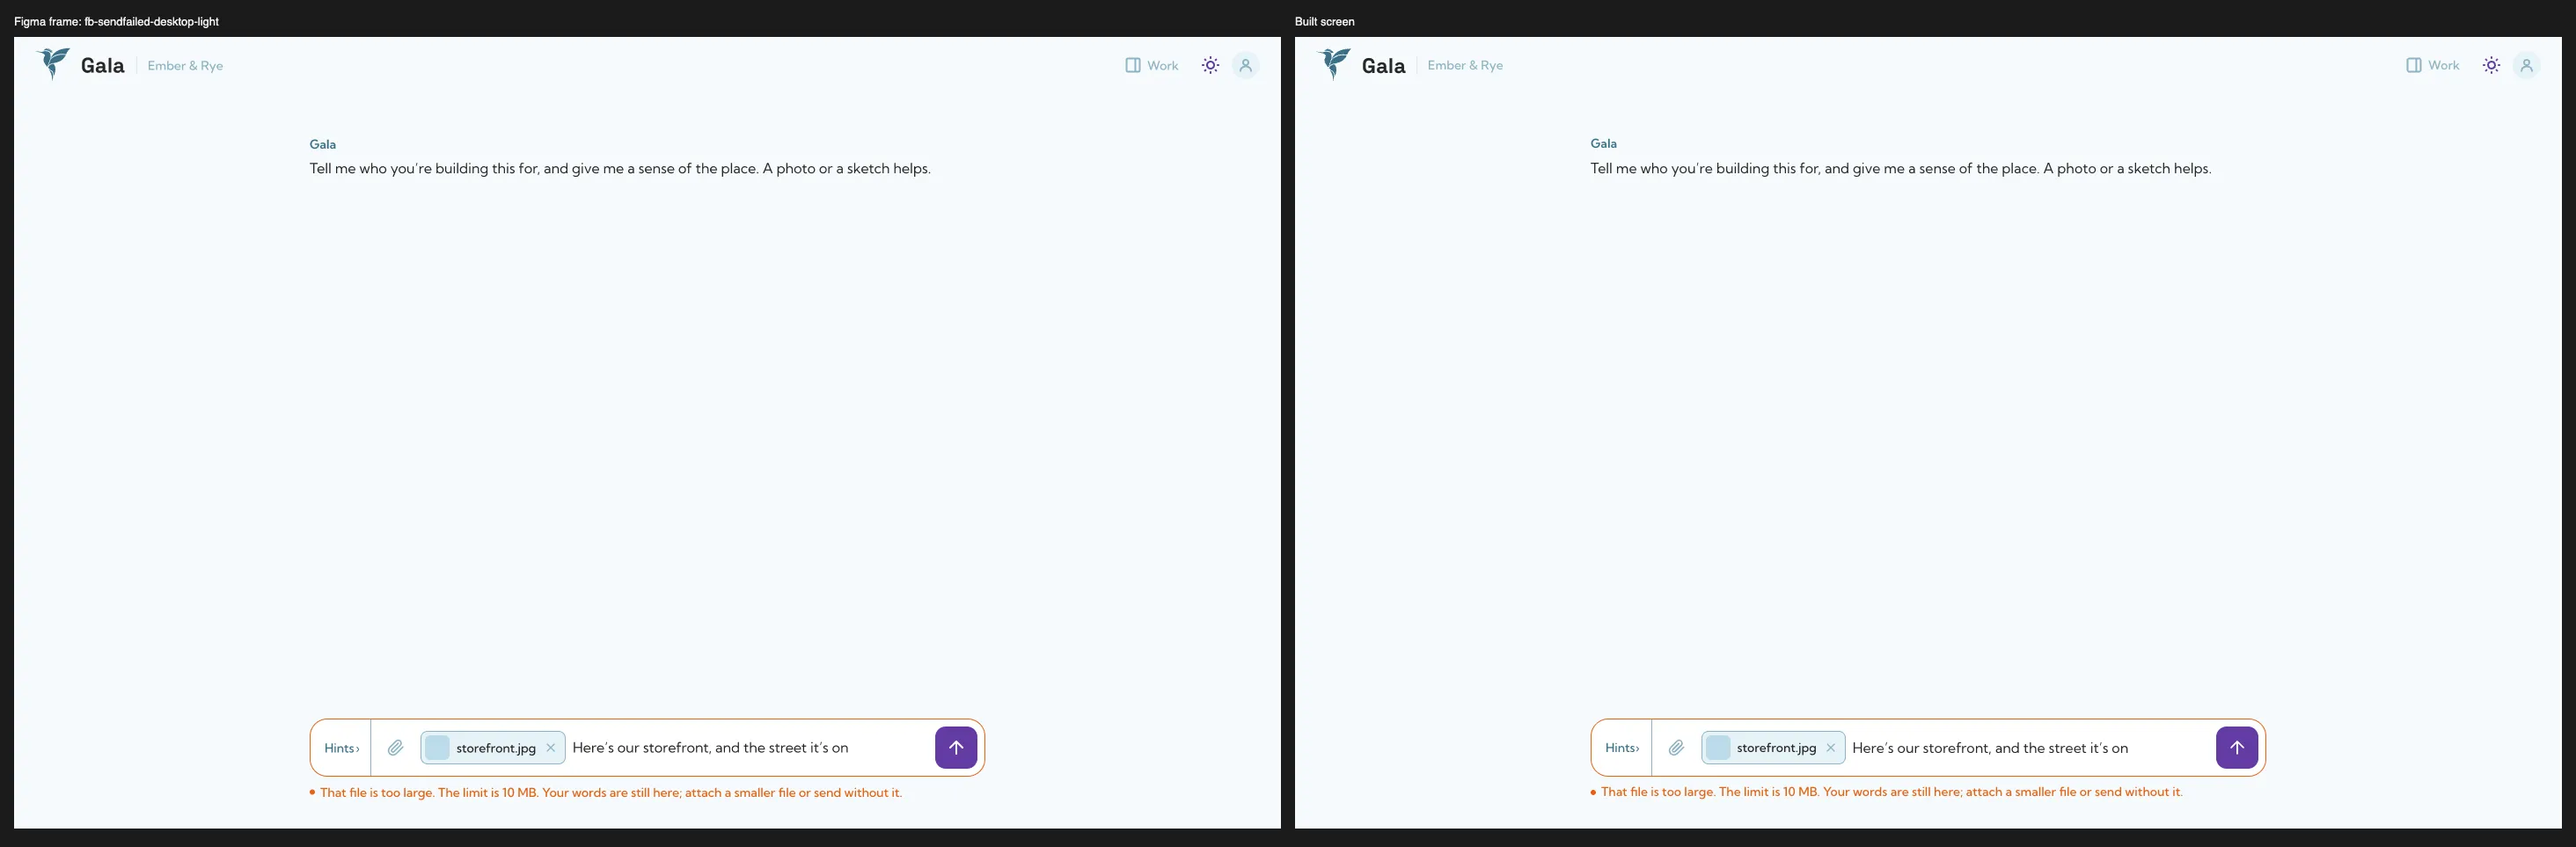 Figma frame: fb-sendfailed-desktop-light
Gala
Ember & Rye
Work
Gala
Tell me who you’re building this for, and give me a sense of the place. A photo or a sketch helps.
Hints ›
storefront.jpg ×
Here’s our storefront, and the street it’s on
• That file is too large. The limit is 10 MB. Your words are still here; attach a smaller file or send without it.
Built screen
Gala
Ember & Rye
Work
Gala
Tell me who you’re building this for, and give me a sense of the place. A photo or a sketch helps.
Hints ›
storefront.jpg ×
Here’s our storefront, and the street it’s on
• That file is too large. The limit is 10 MB. Your words are still here; attach a smaller file or send without it.